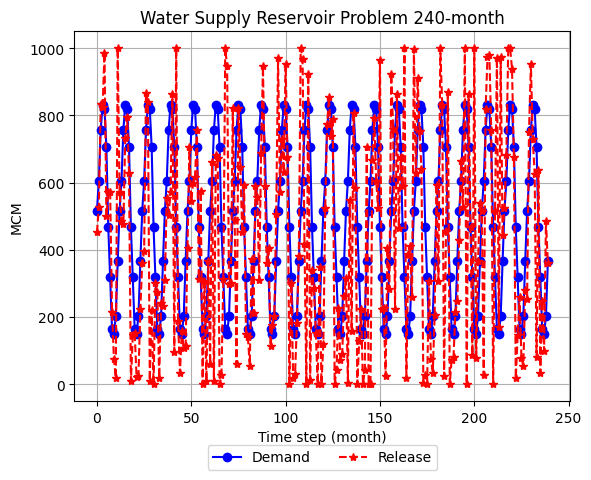 Water Supply Reservoir Problem 240-month
1000
800
600
400
200
0
MCM
0 50 100 150 200 250
Time step (month)
Demand Release